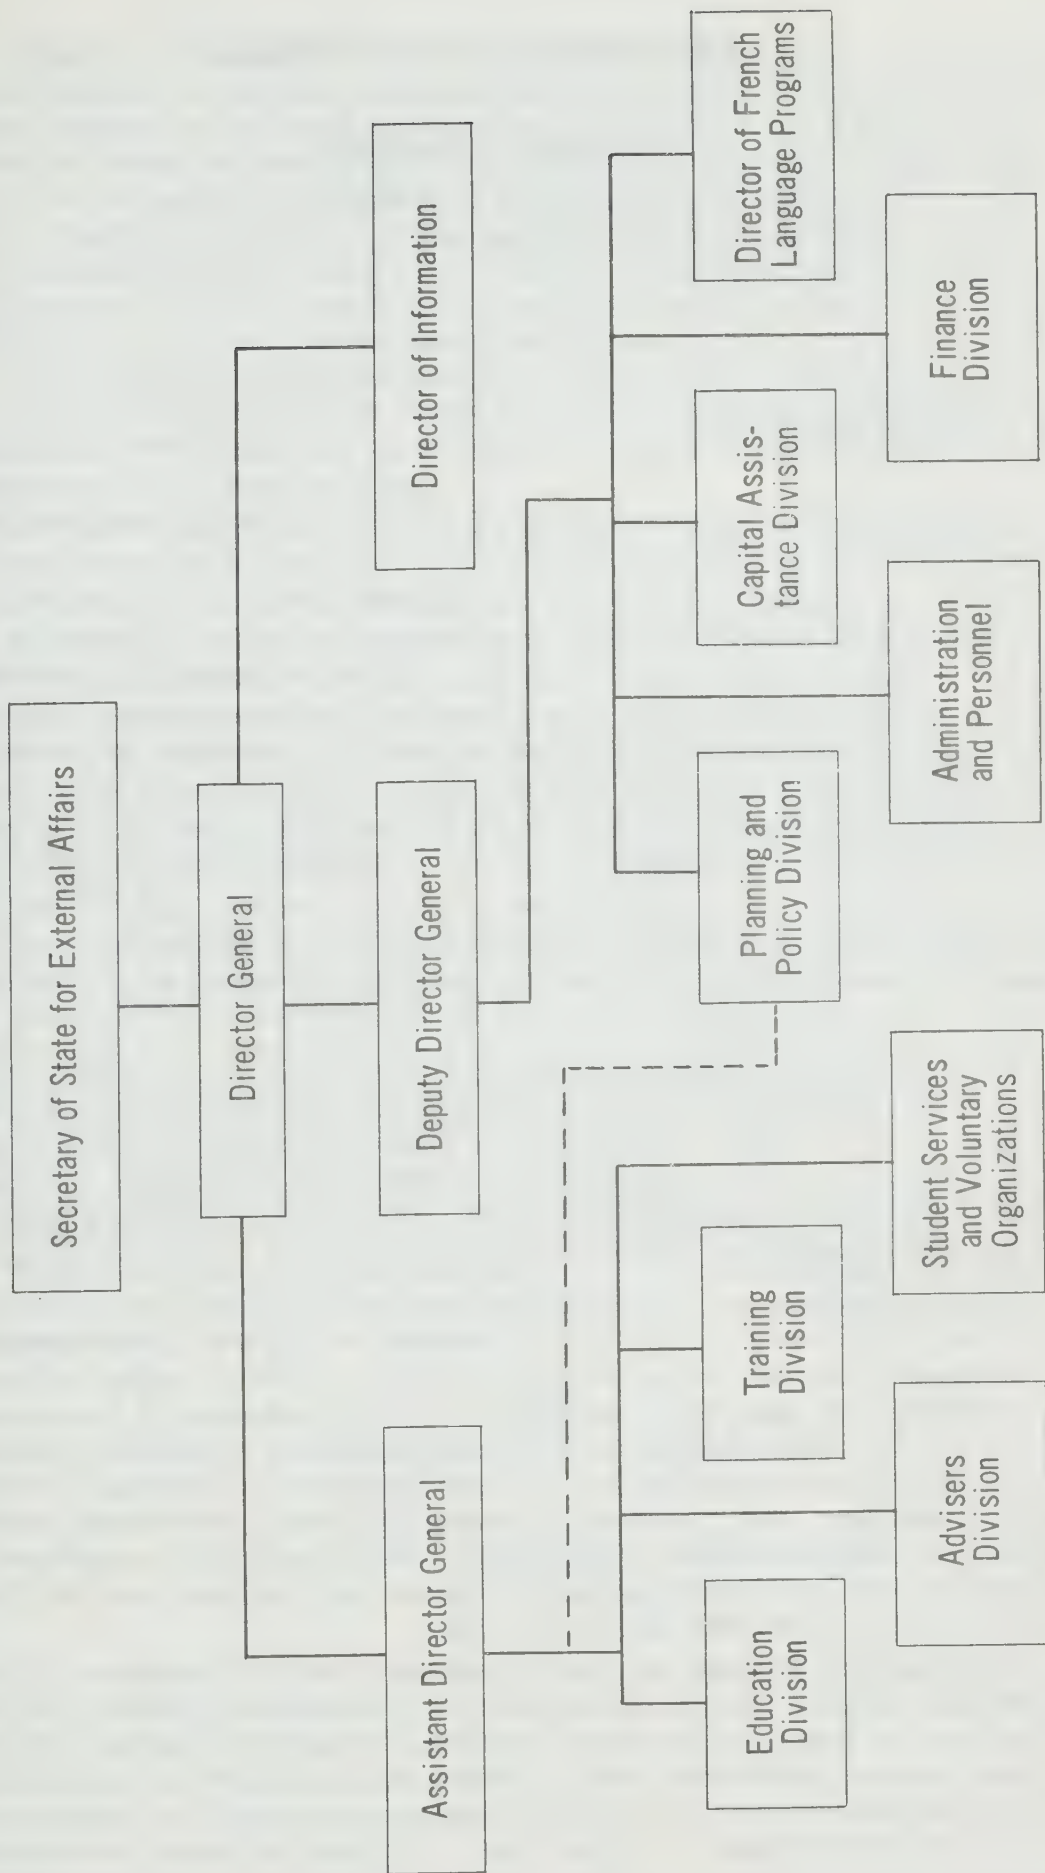 Secretary of State for External Affairs
Director General
Assistant Director General
Deputy Director General
Director of Information
Education
Division
Training
Division
Planning and
Policy Division
Capital Assis-
tance Division
Director of French
Language Programs
Advisers
Division
Student Services
and Voluntary
Organizations
Administration
and Personnel
Finance
Division